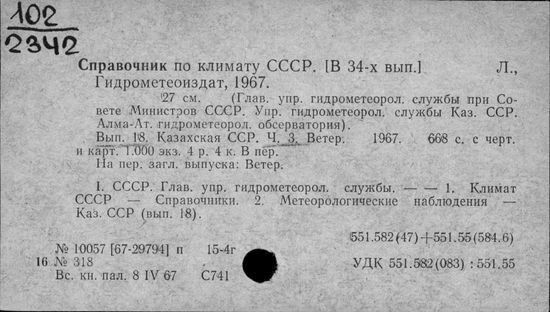 102
2342
Справочник по климату СССР. [В 34-х вып.] Л.,
Гидрометеоиздат, 1967.
27 см. (Глав. упр. гидрометеорол. службы при Со-
вете Министров СССР. Упр. гидрометеорол. службы Каз. ССР.
Алма-Ат. гидрометеорол. обсерватория).
Вып. 18. Казахская ССР. Ч. 3. Ветер. 1967. 668 с. с черт.
и карт. 1.000 экз. 4 р. 4 к. В пер.
На пер. загл. выпуска: Ветер.
I. СССР. Глав. упр. гидрометеорол. службы. — — 1. Климат
СССР — Справочники. 2. Метеорологические наблюдения —
Каз. ССР (вып. 18).
551.582(47)+551.55(584.6)
№ 10057 [67-29794] п 15-4г
16 № 318
УДК 551.582(083) : 551.55
Вс. кн. пал. 8 IV 67 С741